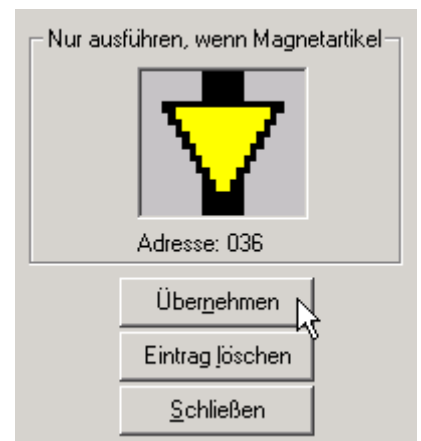 Nur ausführen, wenn Magnetartikel
Adresse: 036
Übernehmen
Eintrag löschen
Schließen